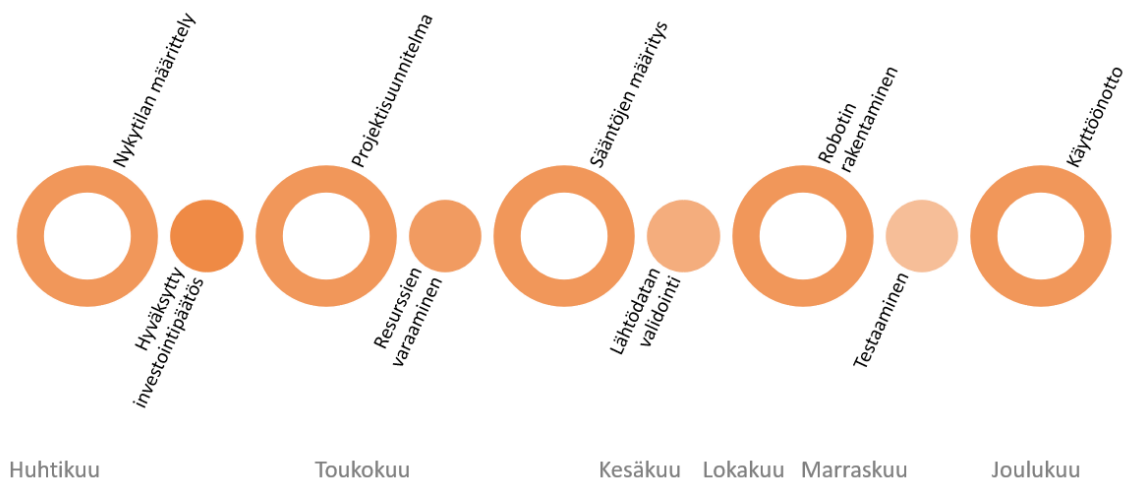 Nykytilan määrittely
Hyväksytty
investointipäätös
Projektisuunnitelma
Resurssien
varaaminen
Sääntöjen määritys
Lähtödatan
validointi
Robotin
rakentaminen
Testaaminen
Käyttöönotto
Huhtikuu
Toukokuu
Kesäkuu
Lokakuu
Marraskuu
Joulukuu